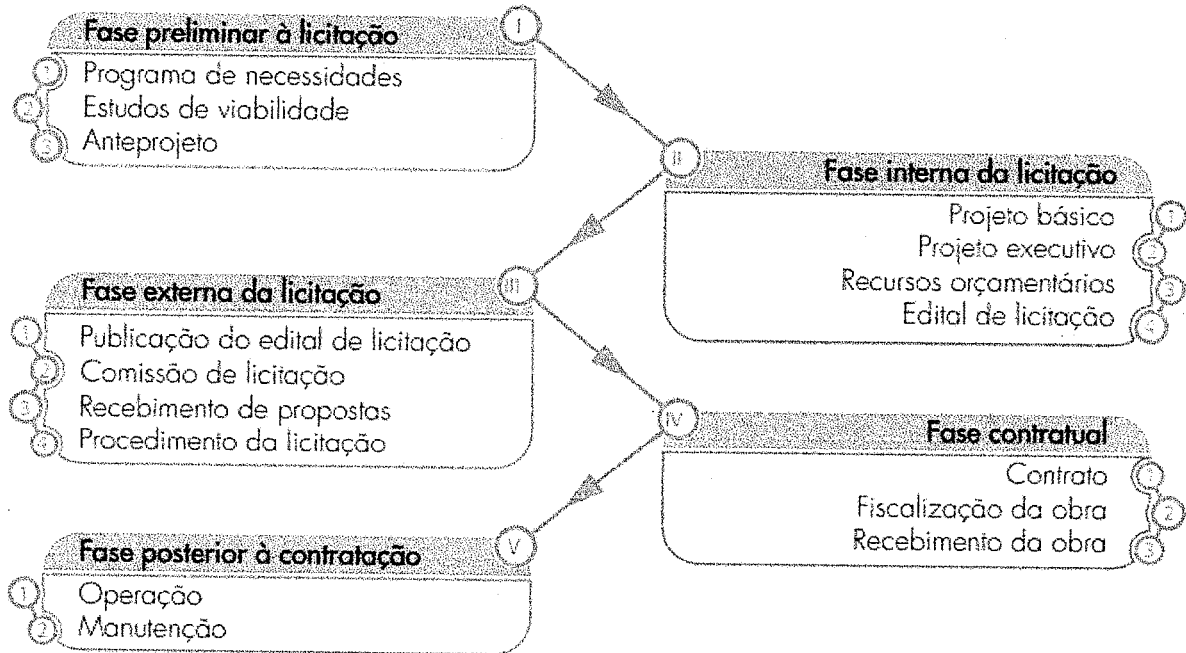 Fase preliminar à licitação I
1 Programa de necessidades
2 Estudos de viabilidade
3 Anteprojeto
II Fase interna da licitação
Projeto básico 1
Projeto executivo 2
Recursos orçamentários 3
Edital de licitação 4
Fase externa da licitação III
1 Publicação do edital de licitação
2 Comissão de licitação
3 Recebimento de propostas
4 Procedimento da licitação
IV Fase contratual
Contrato 1
Fiscalização da obra 2
Recebimento da obra 3
Fase posterior à contratação V
1 Operação
2 Manutenção